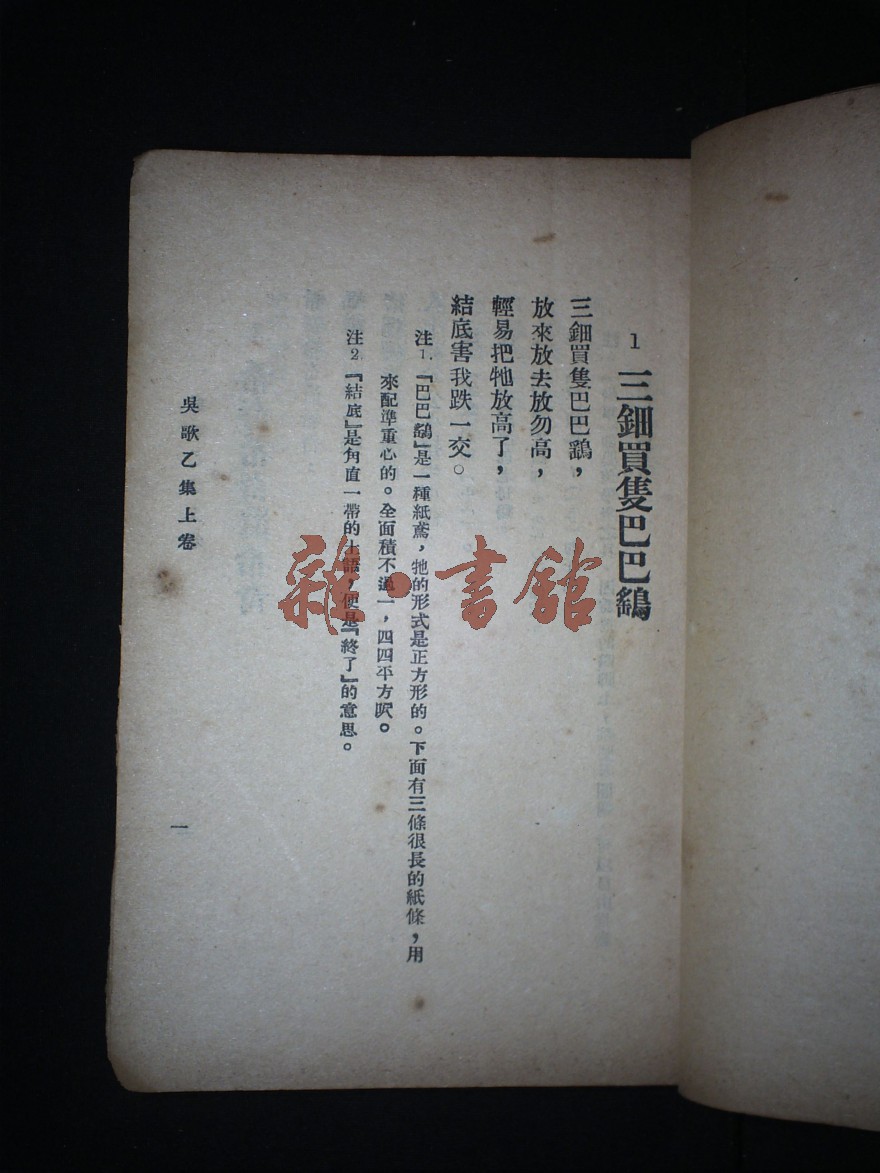 1 三鈿買隻巴巴鷂
三鈿買隻巴巴鷂，
放來放去放勿高，
輕易把牠放高了，
結底害我跌一交。
注1.『巴巴鷂』是一種紙鳶，牠的形式是正方形的。下面有三條很長的紙條，用
來配準重心的。全面積不過一，四四平方呎。
注2.『結底』是角直一帶的土語，便是『終了』的意思。
吳歌乙集上卷
一
雜·書館